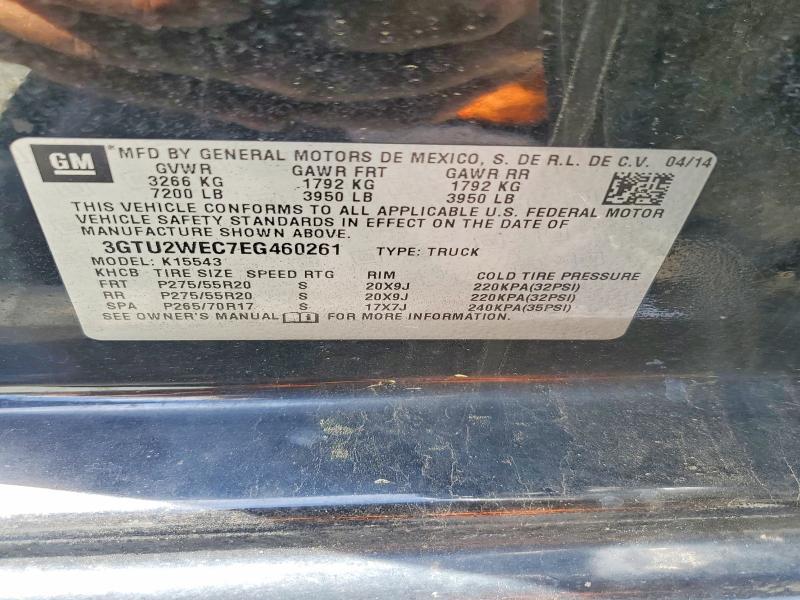 GM *MFD BY GENERAL MOTORS DE MEXICO, S. DE R.L. DE C.V. 04/14
GVWR GAWR FRT GAWR RR
3266 KG 1792 KG 1792 KG
7200 LB 3950 LB 3950 LB
THIS VEHICLE CONFORMS TO ALL APPLICABLE U.S. FEDERAL MOTOR
VEHICLE SAFETY STANDARDS IN EFFECT ON THE DATE OF
MANUFACTURE SHOWN ABOVE.
3GTU2WEC7EG460261 TYPE: TRUCK
MODEL: K15543
KHCB TIRE SIZE SPEED RTG RIM COLD TIRE PRESSURE
FRT P275/55R20 S 20X9J 220KPA(32PSI)
RR P275/55R20 S 20X9J 220KPA(32PSI)
SPA P265/70R17 S 17X7J 240KPA(35PSI)
SEE OWNER'S MANUAL FOR MORE INFORMATION.